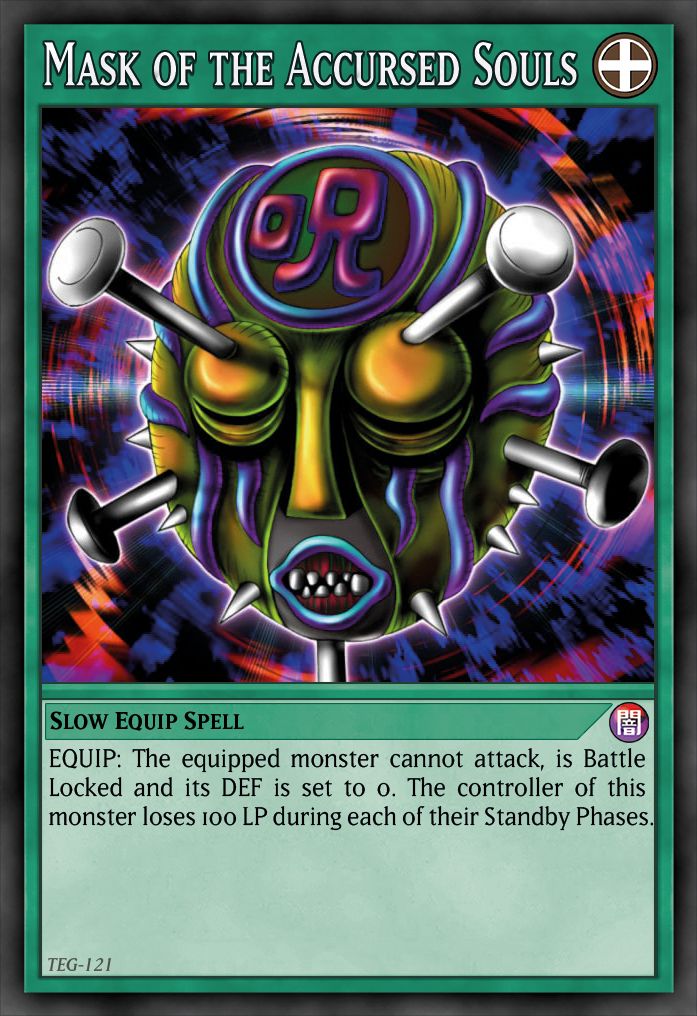 Mask of the Accursed Souls
呪
Slow Equip Spell
闇
EQUIP: The equipped monster cannot attack, is Battle
Locked and its DEF is set to 0. The controller of this
monster loses 100 LP during each of their Standby Phases.
TEG-121